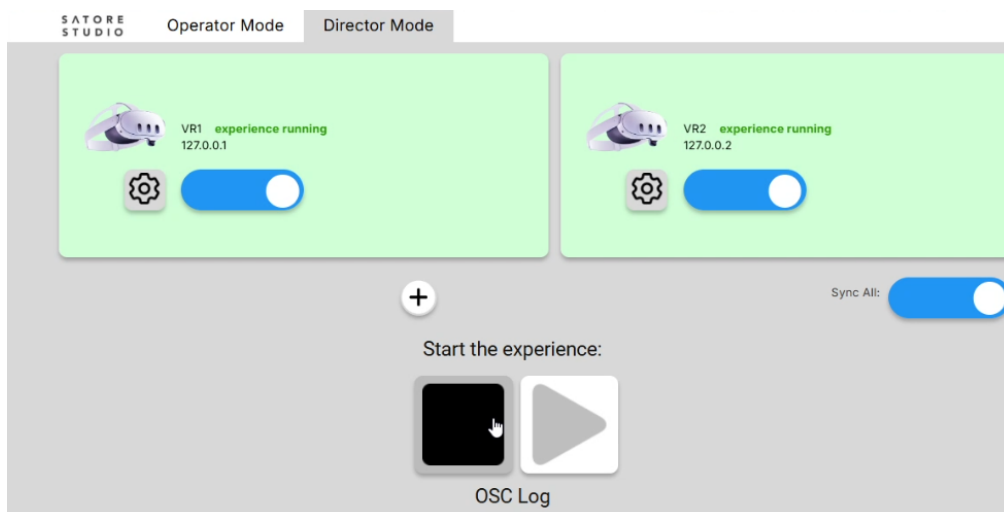 SATORE
STUDIO
Operator Mode
Director Mode
VR1 experience running
127.0.0.1
VR2 experience running
127.0.0.2
Sync All:
Start the experience:
OSC Log